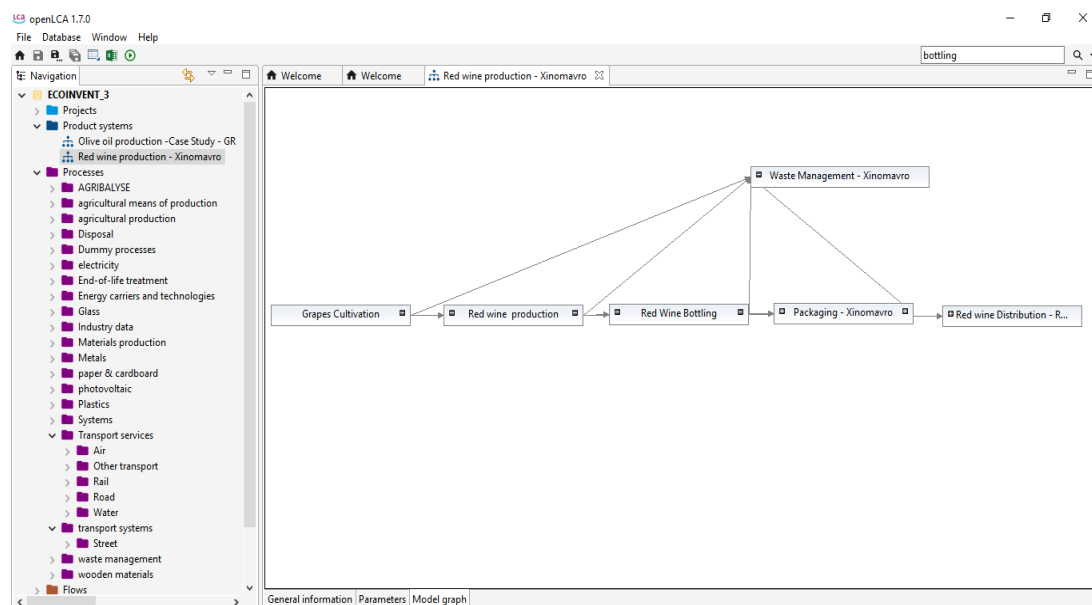 LCA openLCA 1.7.0
File Database Window Help
bottling
Navigation
Welcome
Welcome
Red wine production - Xinomavro
ECOINVENT_3
Projects
Product systems
Olive oil production -Case Study - GR
Red wine production - Xinomavro
Processes
AGRIBALYSE
agricultural means of production
agricultural production
Disposal
Dummy processes
electricity
End-of-life treatment
Energy carriers and technologies
Glass
Industry data
Materials production
Metals
paper & cardboard
photovoltaic
Plastics
Systems
Transport services
Air
Other transport
Rail
Road
Water
transport systems
Street
waste management
wooden materials
Flows
Waste Management - Xinomavro
Grapes Cultivation
Red wine production
Red Wine Bottling
Packaging - Xinomavro
Red wine Distribution - R...
General information Parameters Model graph